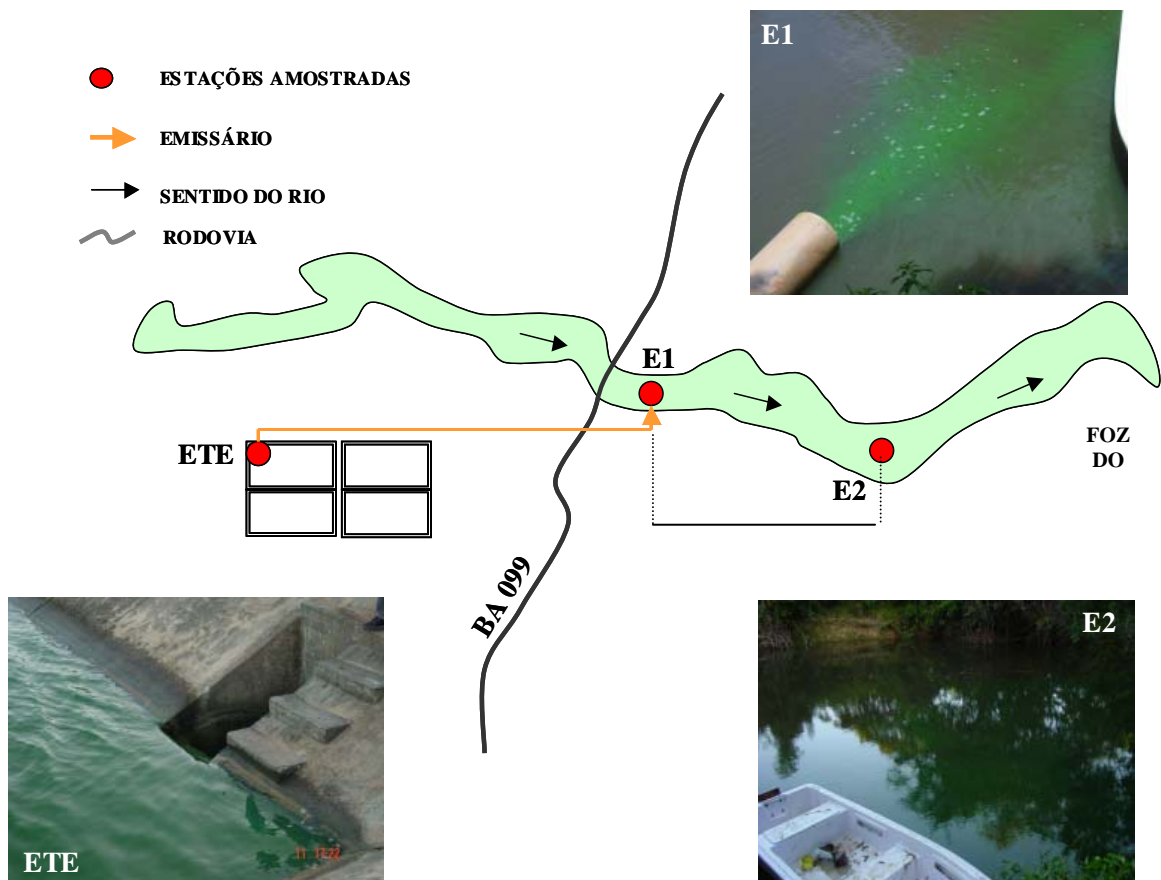 E1
ESTAÇÕES AMOSTRADAS
EMISSÁRIO
SENTIDO DO RIO
RODOVIA
E1
ETE
FOZ
DO
E2
BA 099
E2
ETE